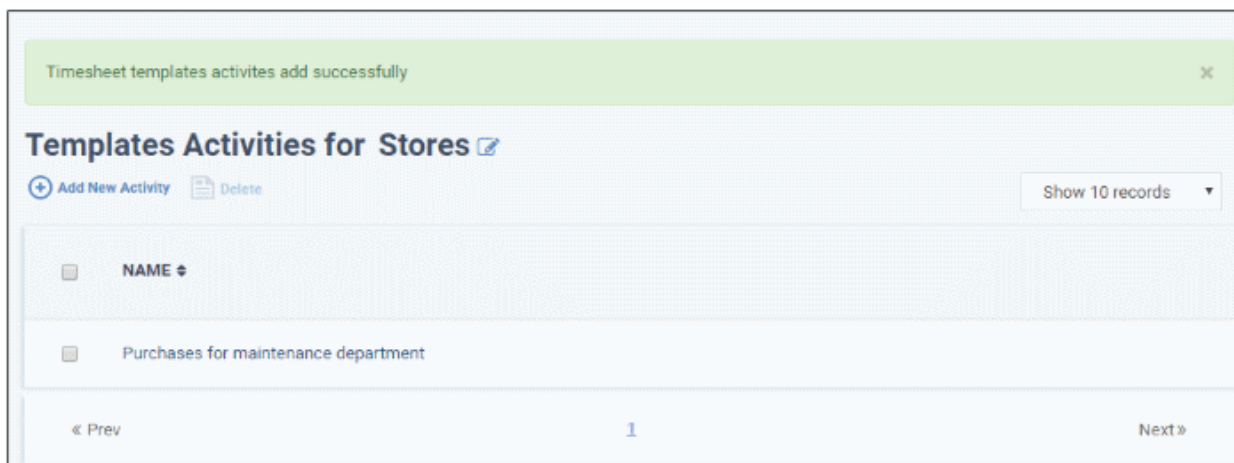 Timesheet templates activites add successfully ×
Templates Activities for Stores
Add New Activity Delete
Show 10 records
NAME
Purchases for maintenance department
« Prev 1 Next »